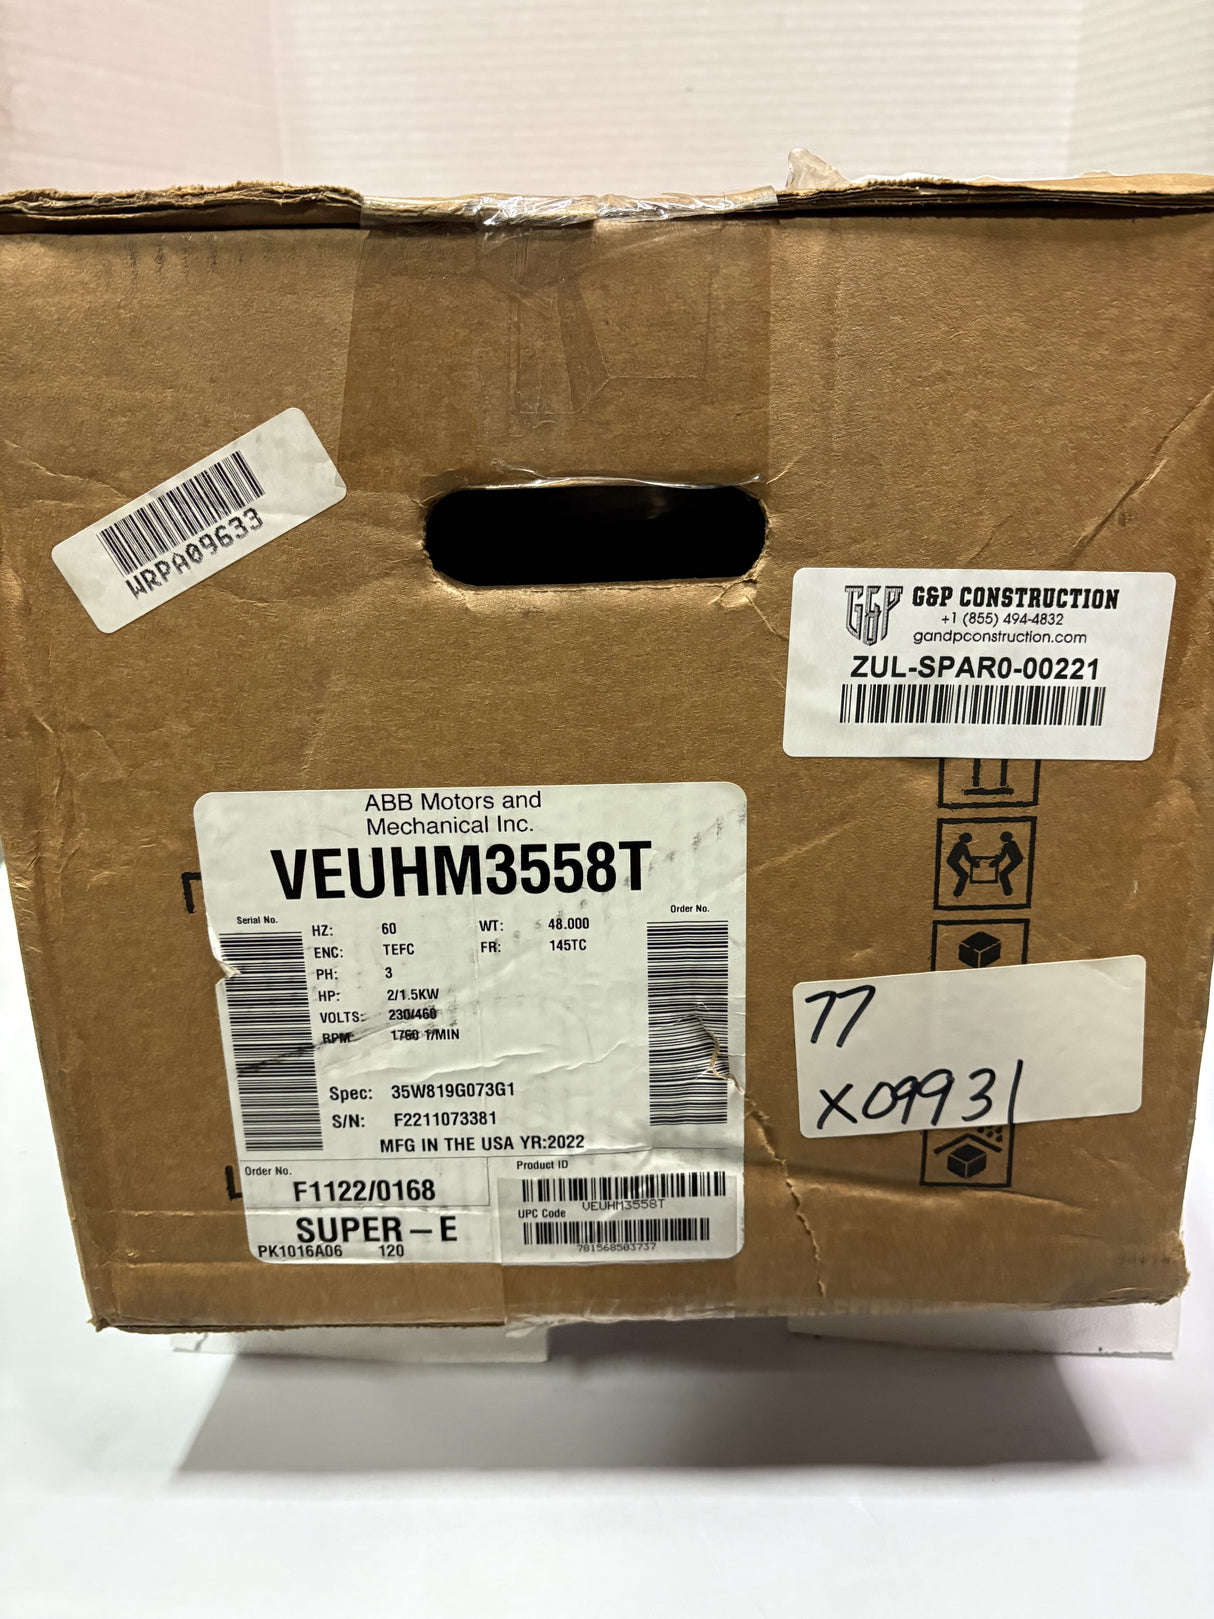 WRPA09633
G&P
G&P CONSTRUCTION
+1 (855) 494-4832
gandpconstruction.com
ZUL-SPAR0-00221
ABB Motors and
Mechanical Inc.
VEUHM3558T
Serial No.
Order No.
HZ: 60 WT: 48.000
ENC: TEFC FR: 145TC
PH: 3
HP: 2/1.5KW
VOLTS: 230/460
RPM: 1760 1/MIN
Spec: 35W819G073G1
S/N: F2211073381
MFG IN THE USA YR:2022
Order No.
F1122/0168
SUPER-E
PK1016A06 120
Product ID
VEUHM3558T
UPC Code
781568503737
77
X09931